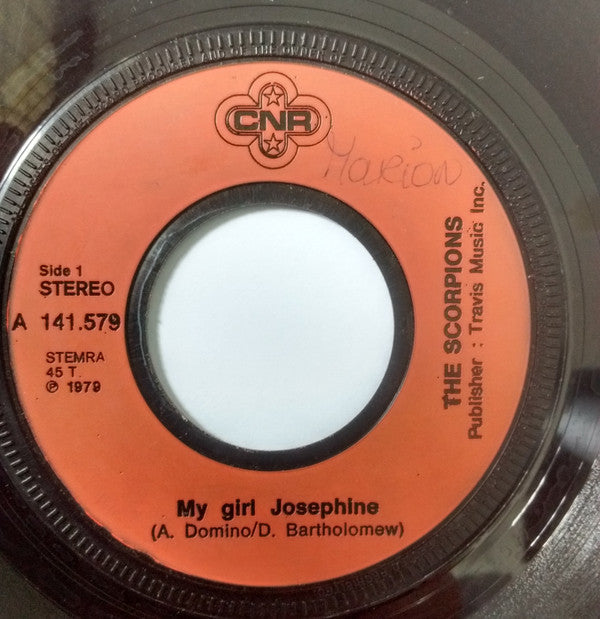 CNR
Marion
Side 1
STEREO
A 141.579
STEMRA
45 T.
℗ 1979
THE SCORPIONS
Publisher : Travis Music Inc.
My girl Josephine
(A. Domino/D. Bartholomew)